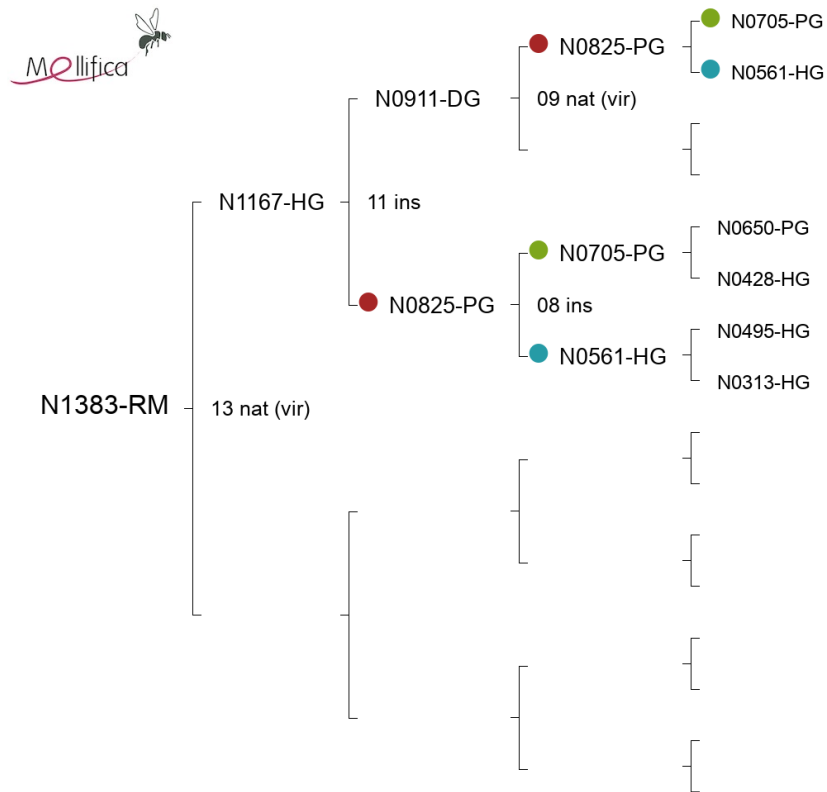 Mellifica
N0705-PG
N0825-PG
N0561-HG
N0911-DG
09 nat (vir)
N1167-HG
11 ins
N0650-PG
N0705-PG
N0428-HG
N0825-PG
08 ins
N0495-HG
N0561-HG
N0313-HG
N1383-RM
13 nat (vir)